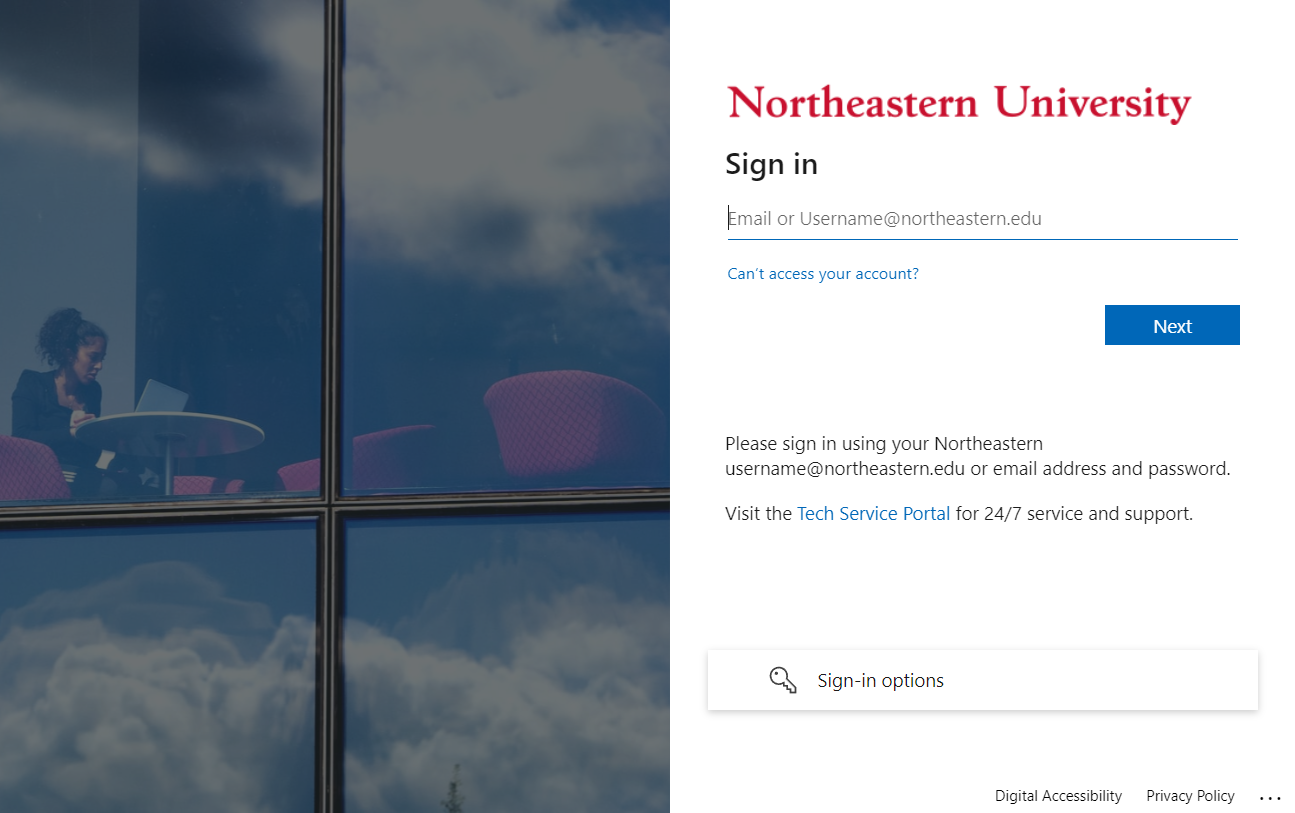 Northeastern University
Sign in
Email or Username@northeastern.edu
Can't access your account?
Next
Please sign in using your Northeastern
username@northeastern.edu or email address and password.
Visit the Tech Service Portal for 24/7 service and support.
Sign-in options
Digital Accessibility Privacy Policy ...